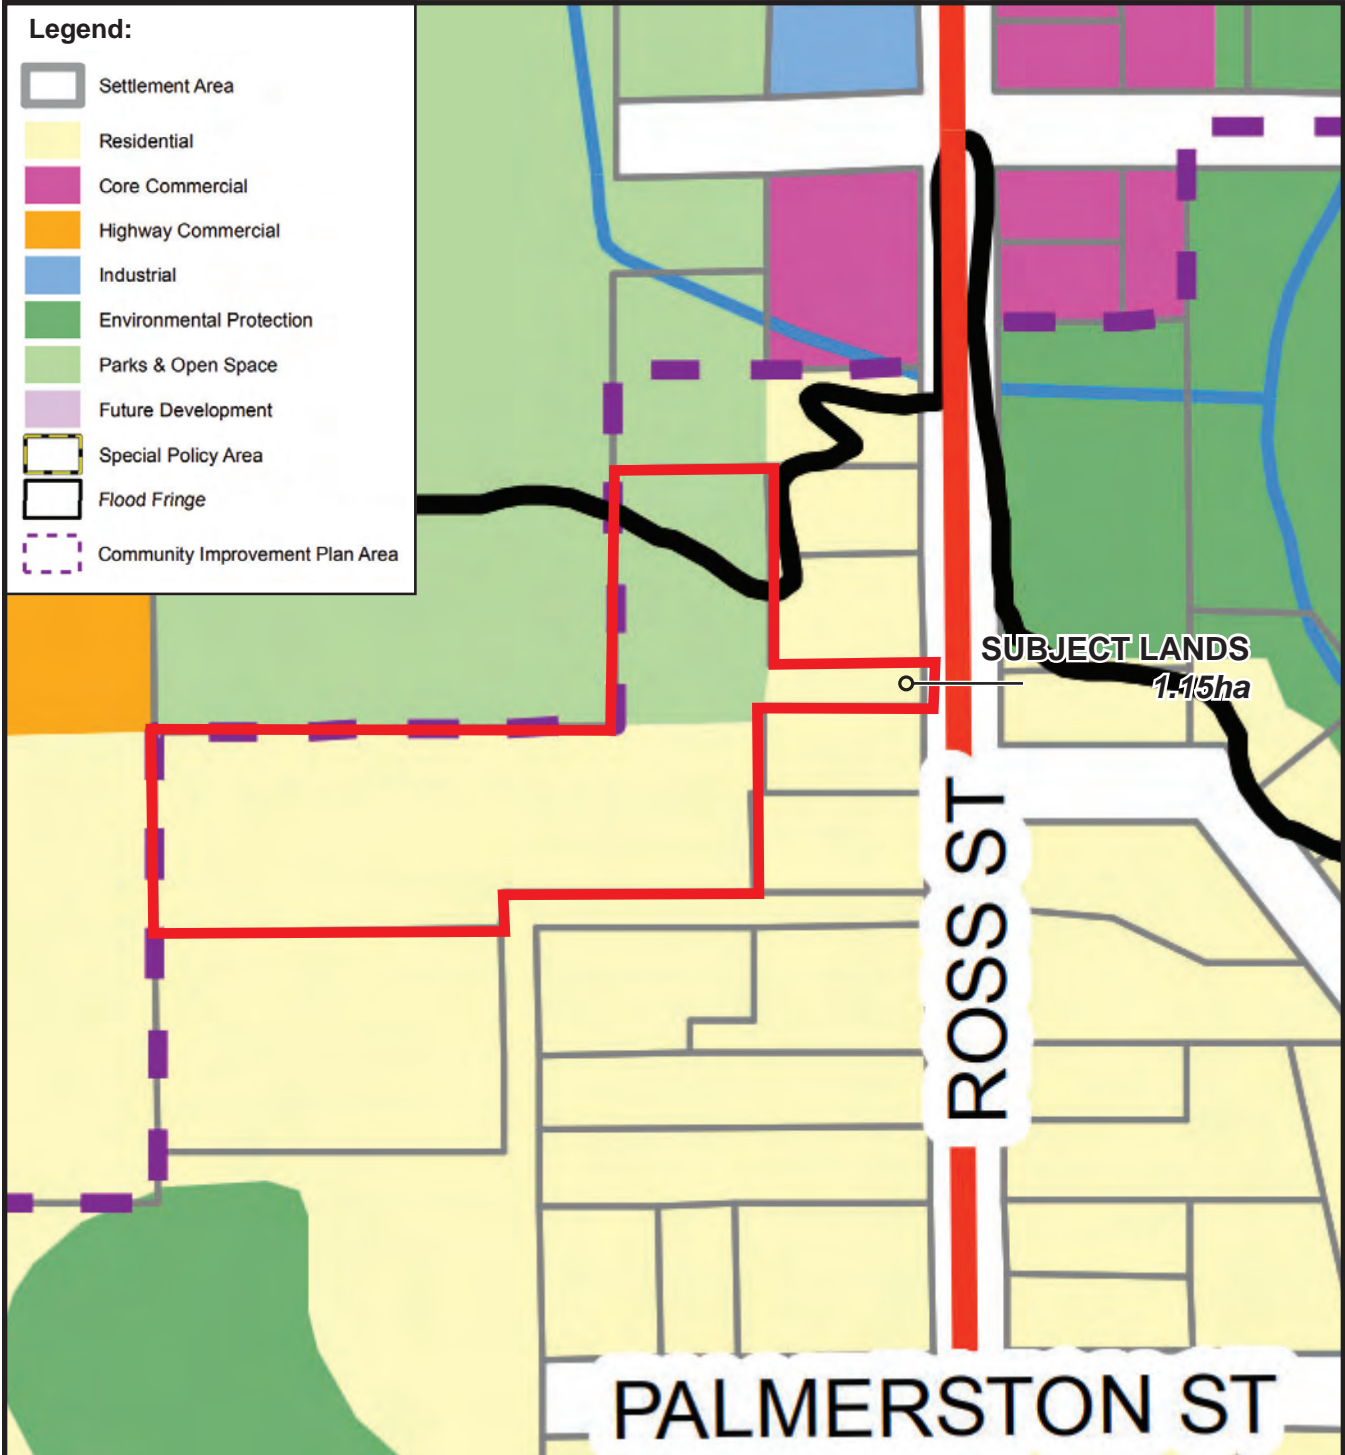 Legend:
Settlement Area
Residential
Core Commercial
Highway Commercial
Industrial
Environmental Protection
Parks & Open Space
Future Development
Special Policy Area
Flood Fringe
Community Improvement Plan Area
SUBJECT LANDS
1.15ha
ROSS ST
PALMERSTON ST